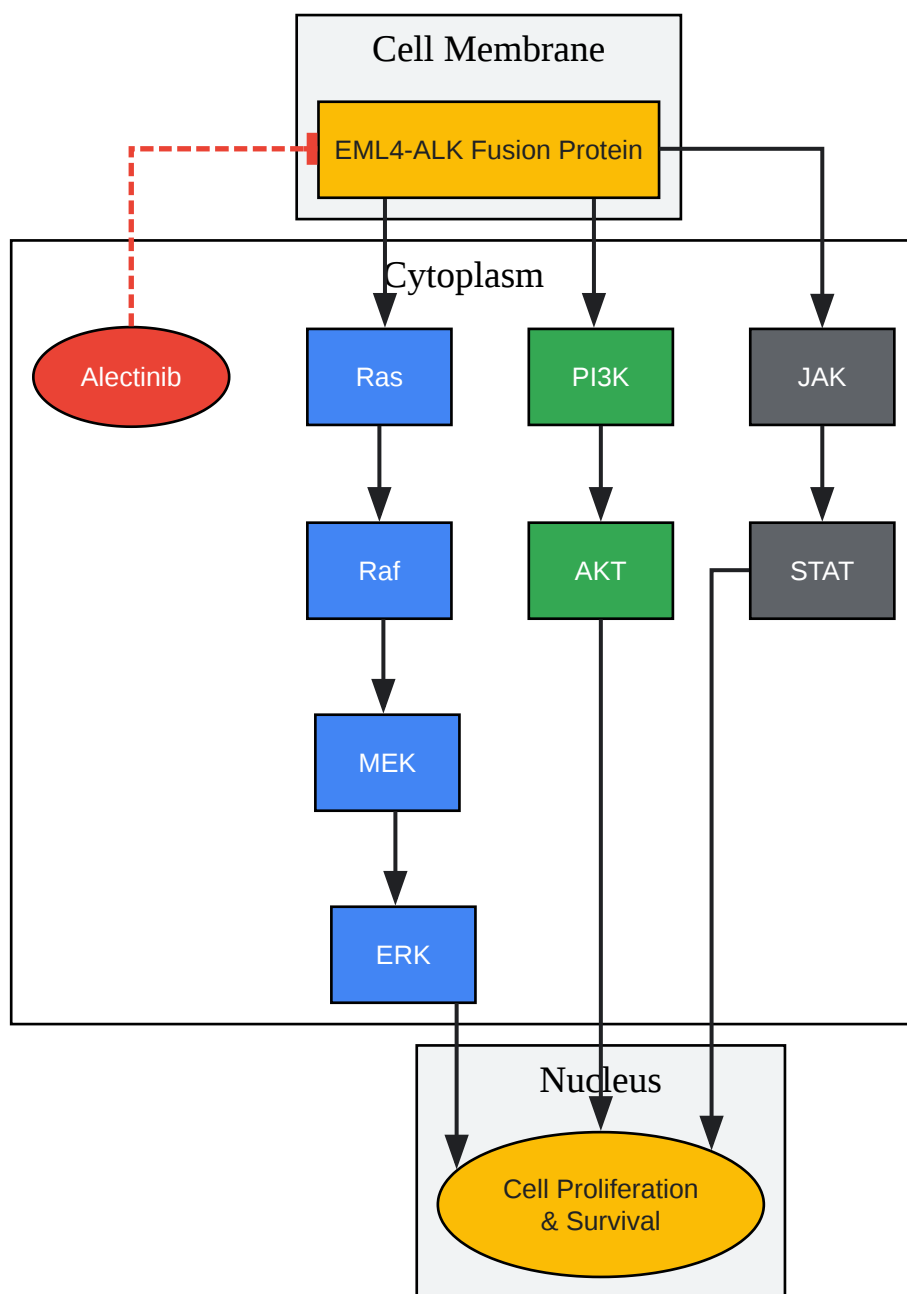 Cell Membrane
EML4-ALK Fusion Protein
Cytoplasm
Alectinib
Ras
PI3K
JAK
Raf
AKT
STAT
MEK
ERK
Nucleus
Cell Proliferation
& Survival